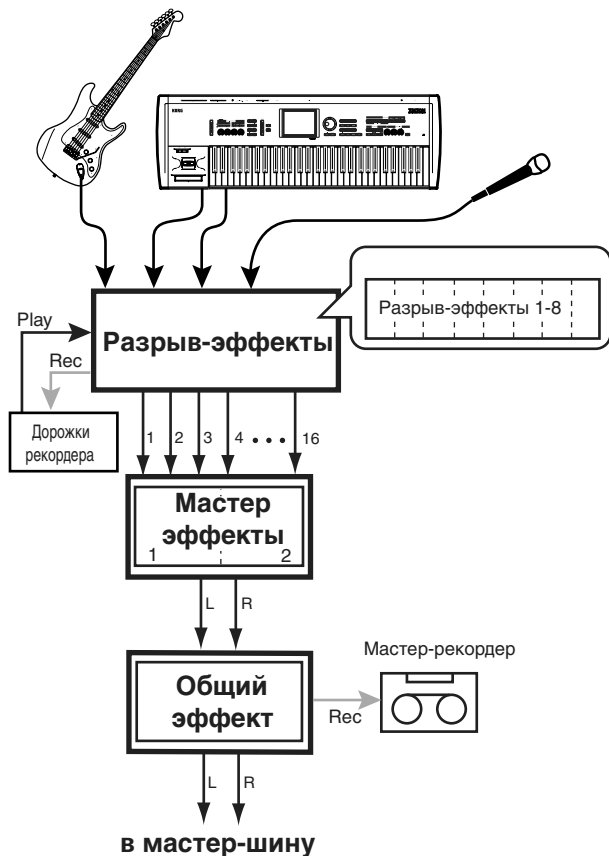 KORG
Разрыв-эффекты 1-8
Play
Разрыв-эффекты
Rec
Дорожки
рекордера
1
2
3
4
16
Мастер
эффекты
1
2
L
R
Мастер-рекордер
Общий
эффект
Rec
L
R
в мастер-шину